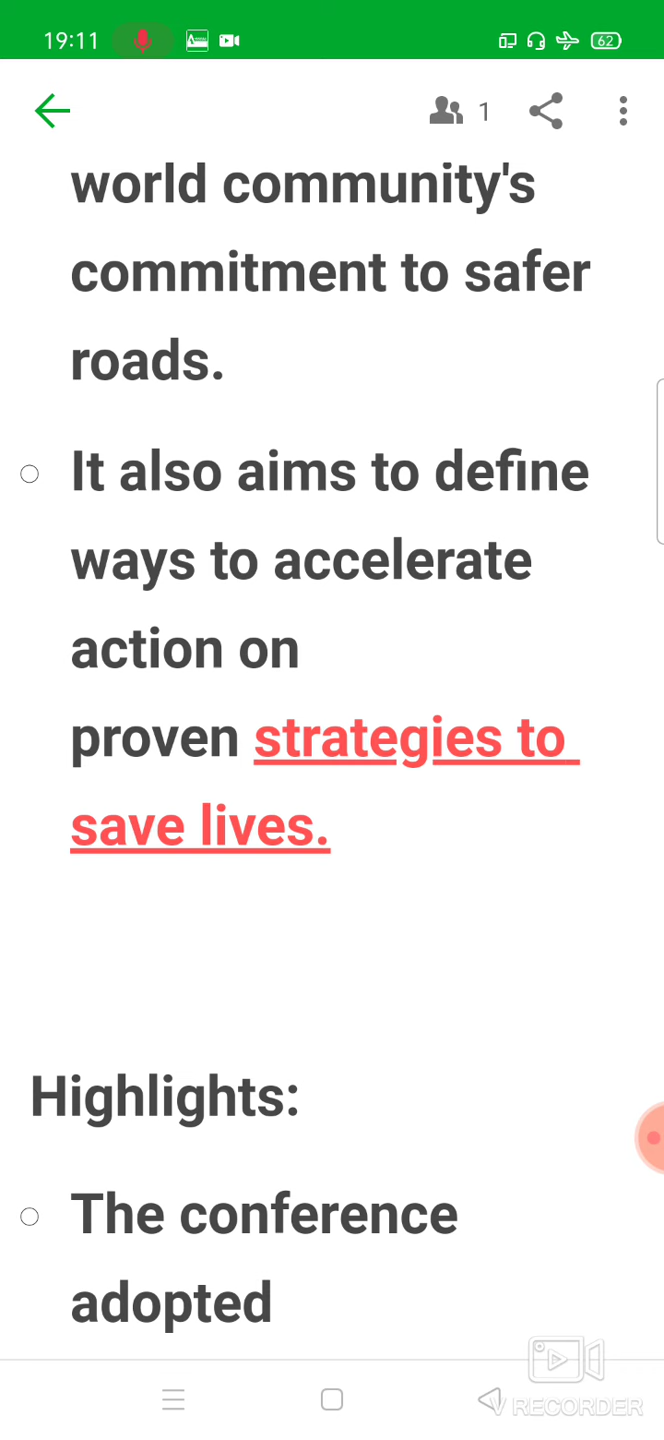 19:11
62
1
world community's
commitment to safer
roads.
It also aims to define
ways to accelerate
action on
proven strategies to
save lives.
Highlights:
The conference
adopted
V RECORDER